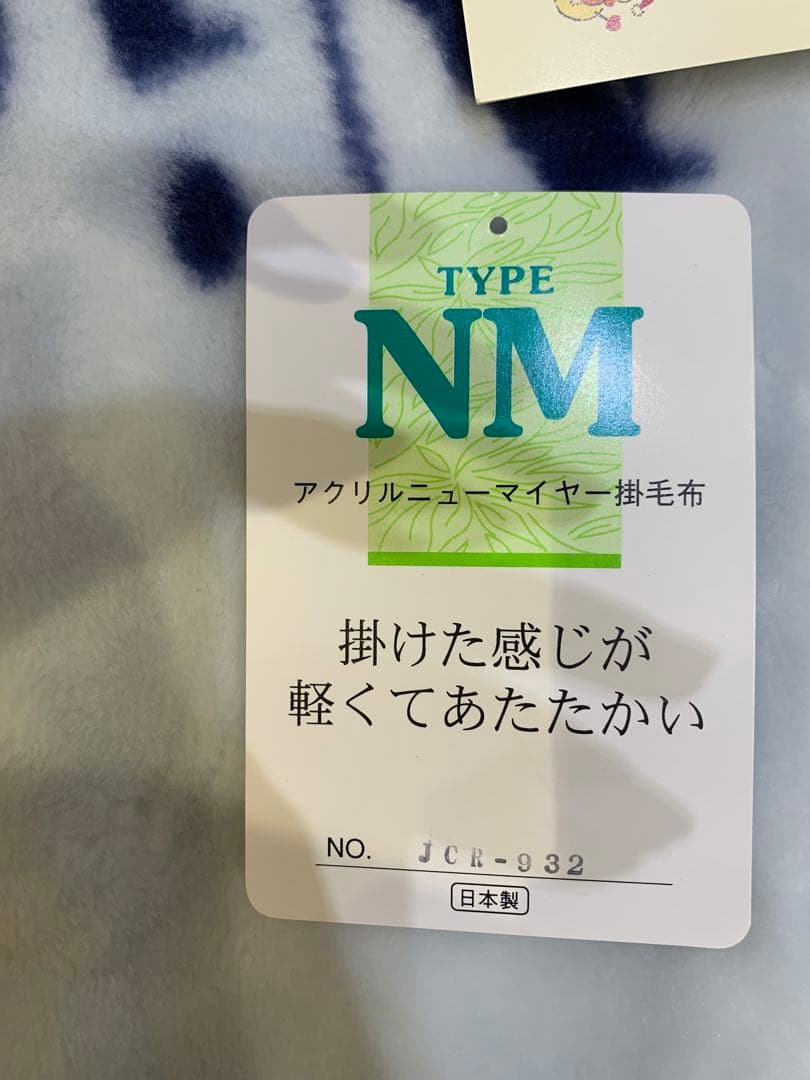 TYPE
NM
アクリルニューマイヤー掛毛布
掛けた感じが
軽くてあたたかい
NO. JCR-932
日本製